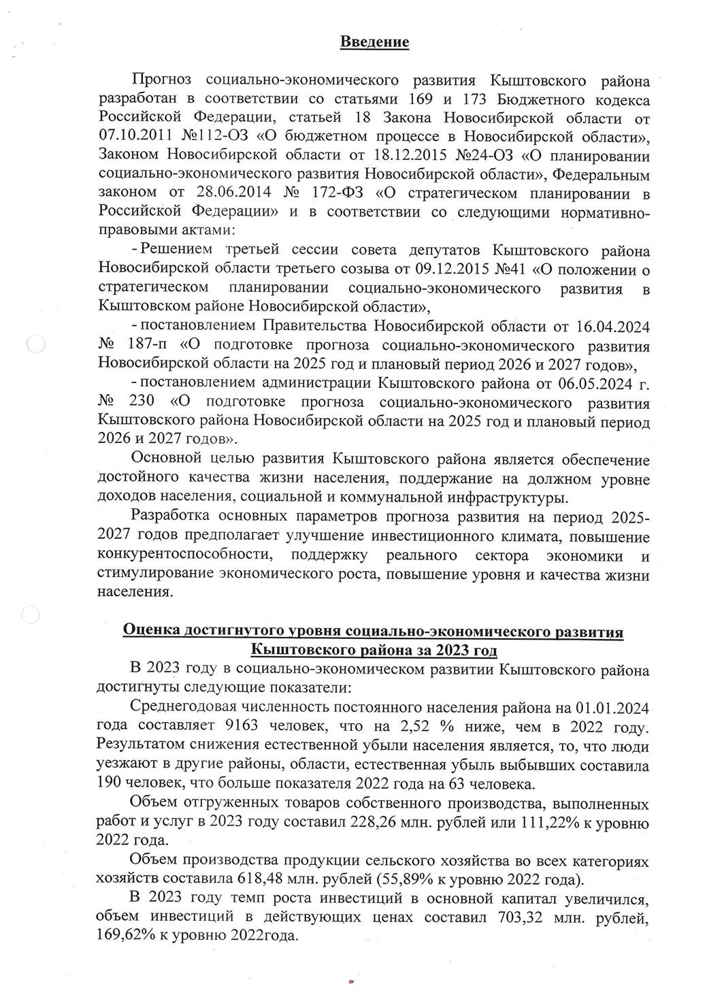 Введение
Прогноз социально-экономического развития Кыштовского района
разработан в соответствии со статьями 169 и 173 Бюджетного кодекса
Российской Федерации, статьей 18 Закона Новосибирской области от
07.10.2011 №112-ОЗ «О бюджетном процессе в Новосибирской области»,
Законом Новосибирской области от 18.12.2015 №24-ОЗ «О планировании
социально-экономического развития Новосибирской области», Федеральным
законом от 28.06.2014 № 172-ФЗ «О стратегическом планировании в
Российской Федерации» и в соответствии со следующими нормативно-
правовыми актами:
- Решением третьей сессии совета депутатов Кыштовского района
Новосибирской области третьего созыва от 09.12.2015 №41 «О положении о
стратегическом планировании социально-экономического развития в
Кыштовском районе Новосибирской области»,
- постановлением Правительства Новосибирской области от 16.04.2024
№ 187-п «О подготовке прогноза социально-экономического развития
Новосибирской области на 2025 год и плановый период 2026 и 2027 годов»,
- постановлением администрации Кыштовского района от 06.05.2024 г.
№ 230 «О подготовке прогноза социально-экономического развития
Кыштовского района Новосибирской области на 2025 год и плановый период
2026 и 2027 годов».
Основной целью развития Кыштовского района является обеспечение
достойного качества жизни населения, поддержание на должном уровне
доходов населения, социальной и коммунальной инфраструктуры.
Разработка основных параметров прогноза развития на период 2025-
2027 годов предполагает улучшение инвестиционного климата, повышение
конкурентоспособности, поддержку реального сектора экономики и
стимулирование экономического роста, повышение уровня и качества жизни
населения.
Оценка достигнутого уровня социально-экономического развития
Кыштовского района за 2023 год
В 2023 году в социально-экономическом развитии Кыштовского района
достигнуты следующие показатели:
Среднегодовая численность постоянного населения района на 01.01.2024
года составляет 9163 человек, что на 2,52 % ниже, чем в 2022 году.
Результатом снижения естественной убыли населения является, то, что люди
уезжают в другие районы, области, естественная убыль выбывших составила
190 человек, что больше показателя 2022 года на 63 человека.
Объем отгруженных товаров собственного производства, выполненных
работ и услуг в 2023 году составил 228,26 млн. рублей или 111,22% к уровню
2022 года.
Объем производства продукции сельского хозяйства во всех категориях
хозяйств составила 618,48 млн. рублей (55,89% к уровню 2022 года).
В 2023 году темп роста инвестиций в основной капитал увеличился,
объем инвестиций в действующих ценах составил 703,32 млн. рублей,
169,62% к уровню 2022года.